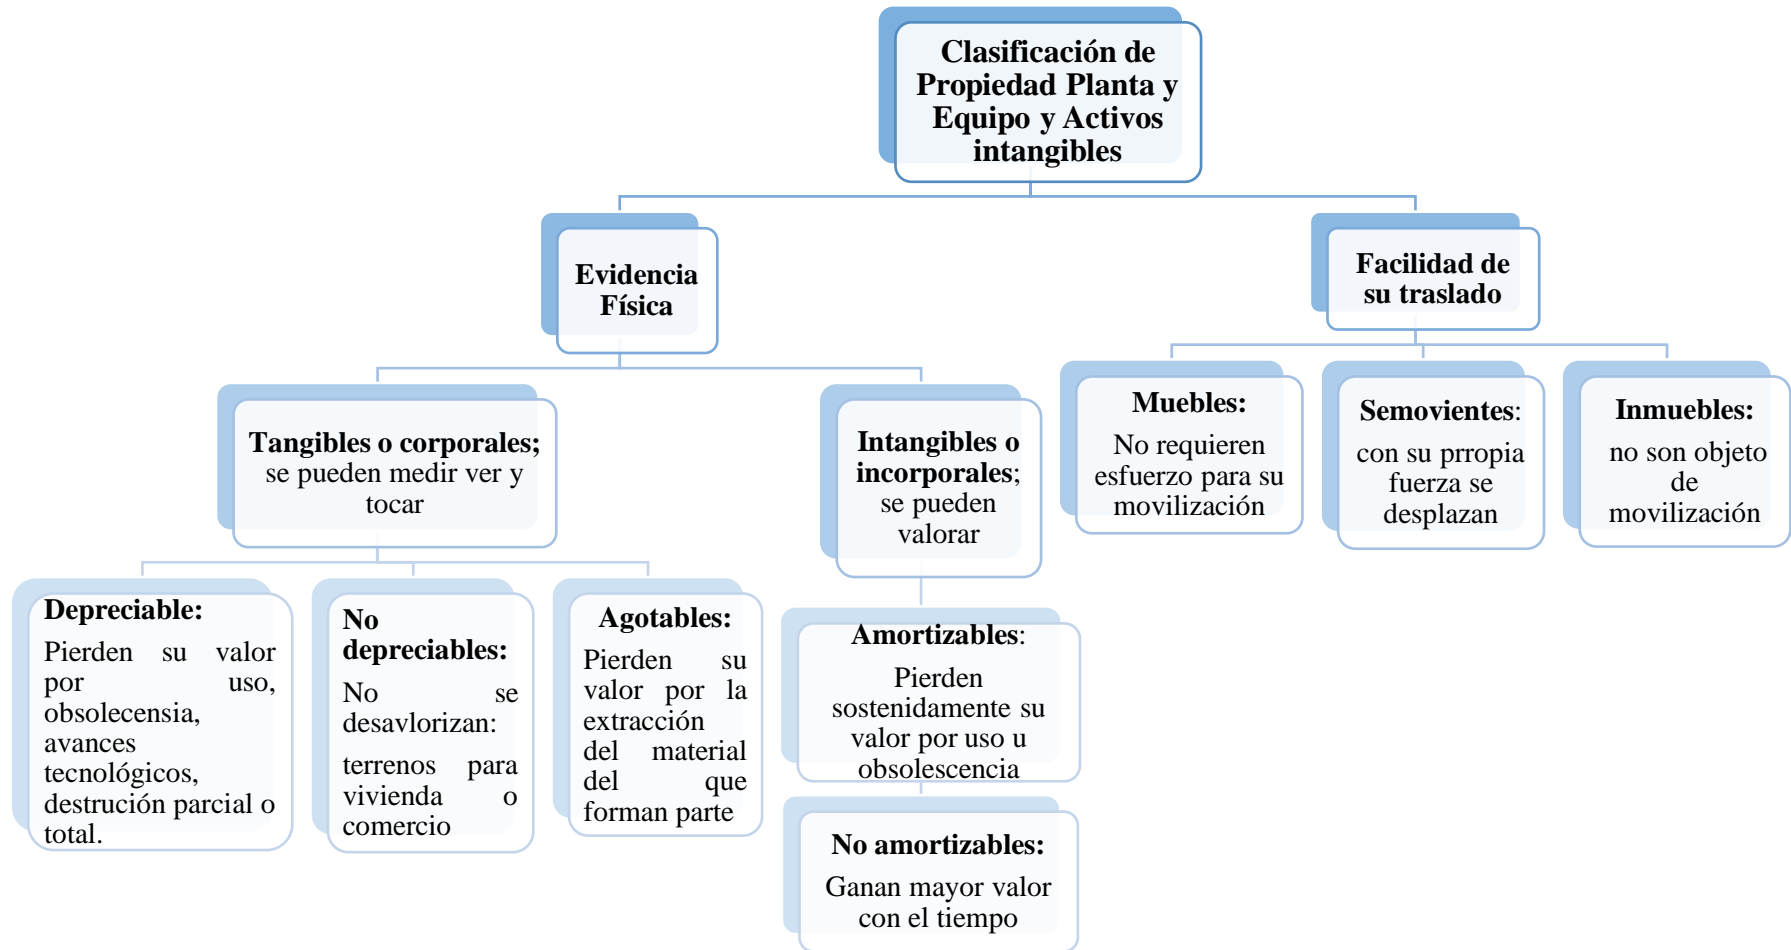 Clasificación de
Propiedad Planta y
Equipo y Activos
intangibles
Evidencia
Física
Facilidad de
su traslado
Tangibles o corporales;
se pueden medir ver y
tocar
Intangibles o
incorporales;
se pueden
valorar
Muebles:
No requieren
esfuerzo para su
movilización
Semovientes:
con su prropia
fuerza se
desplazan
Inmuebles:
no son objeto
de
movilización
Depreciable:
Pierden su valor
por uso,
obsolecensia,
avances
tecnológicos,
destrución parcial o
total.
No
depreciables:
No se
desavlorizan:
terrenos para
vivienda o
comercio
Agotables:
Pierden su
valor por la
extracción
del material
del que
forman parte
Amortizables:
Pierden
sostenidamente su
valor por uso u
obsolescencia
No amortizables:
Ganan mayor valor
con el tiempo